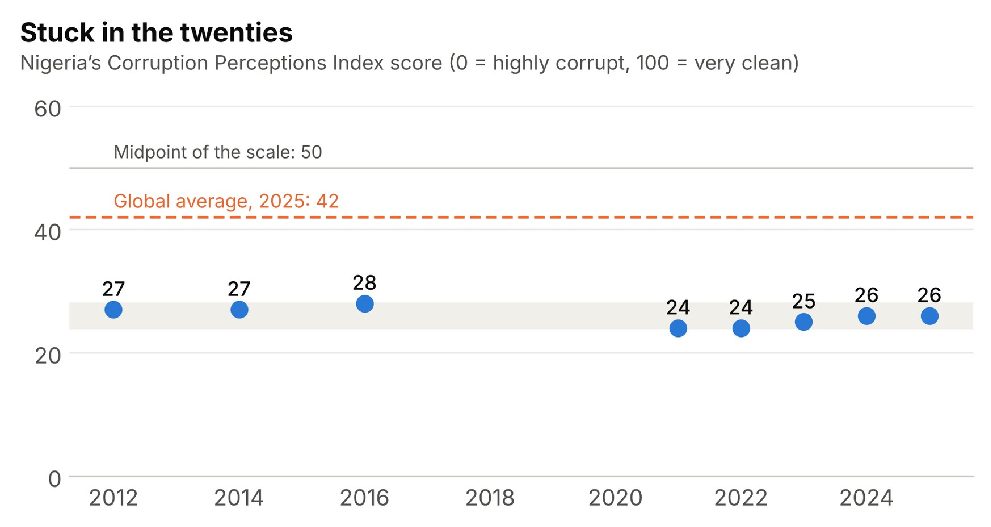 Stuck in the twenties
Nigeria’s Corruption Perceptions Index score (0 = highly corrupt, 100 = very clean)
60
Midpoint of the scale: 50
Global average, 2025: 42
40
27 27 28 24 24 25 26 26
20
0
2012 2014 2016 2018 2020 2022 2024